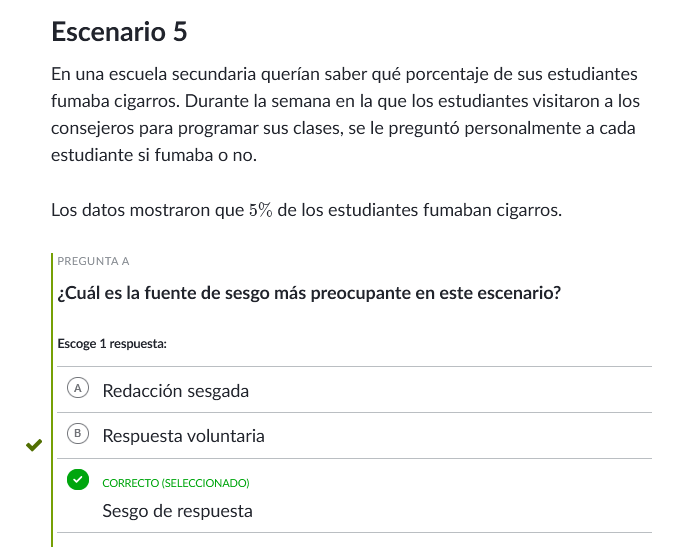 Escenario 5
En una escuela secundaria querían saber qué porcentaje de sus estudiantes
fumaba cigarros. Durante la semana en la que los estudiantes visitaron a los
consejeros para programar sus clases, se le preguntó personalmente a cada
estudiante si fumaba o no.
Los datos mostraron que 5% de los estudiantes fumaban cigarros.
PREGUNTA A
¿Cuál es la fuente de sesgo más preocupante en este escenario?
Escoge 1 respuesta:
A Redacción sesgada
B Respuesta voluntaria
CORRECTO (SELECCIONADO)
Sesgo de respuesta